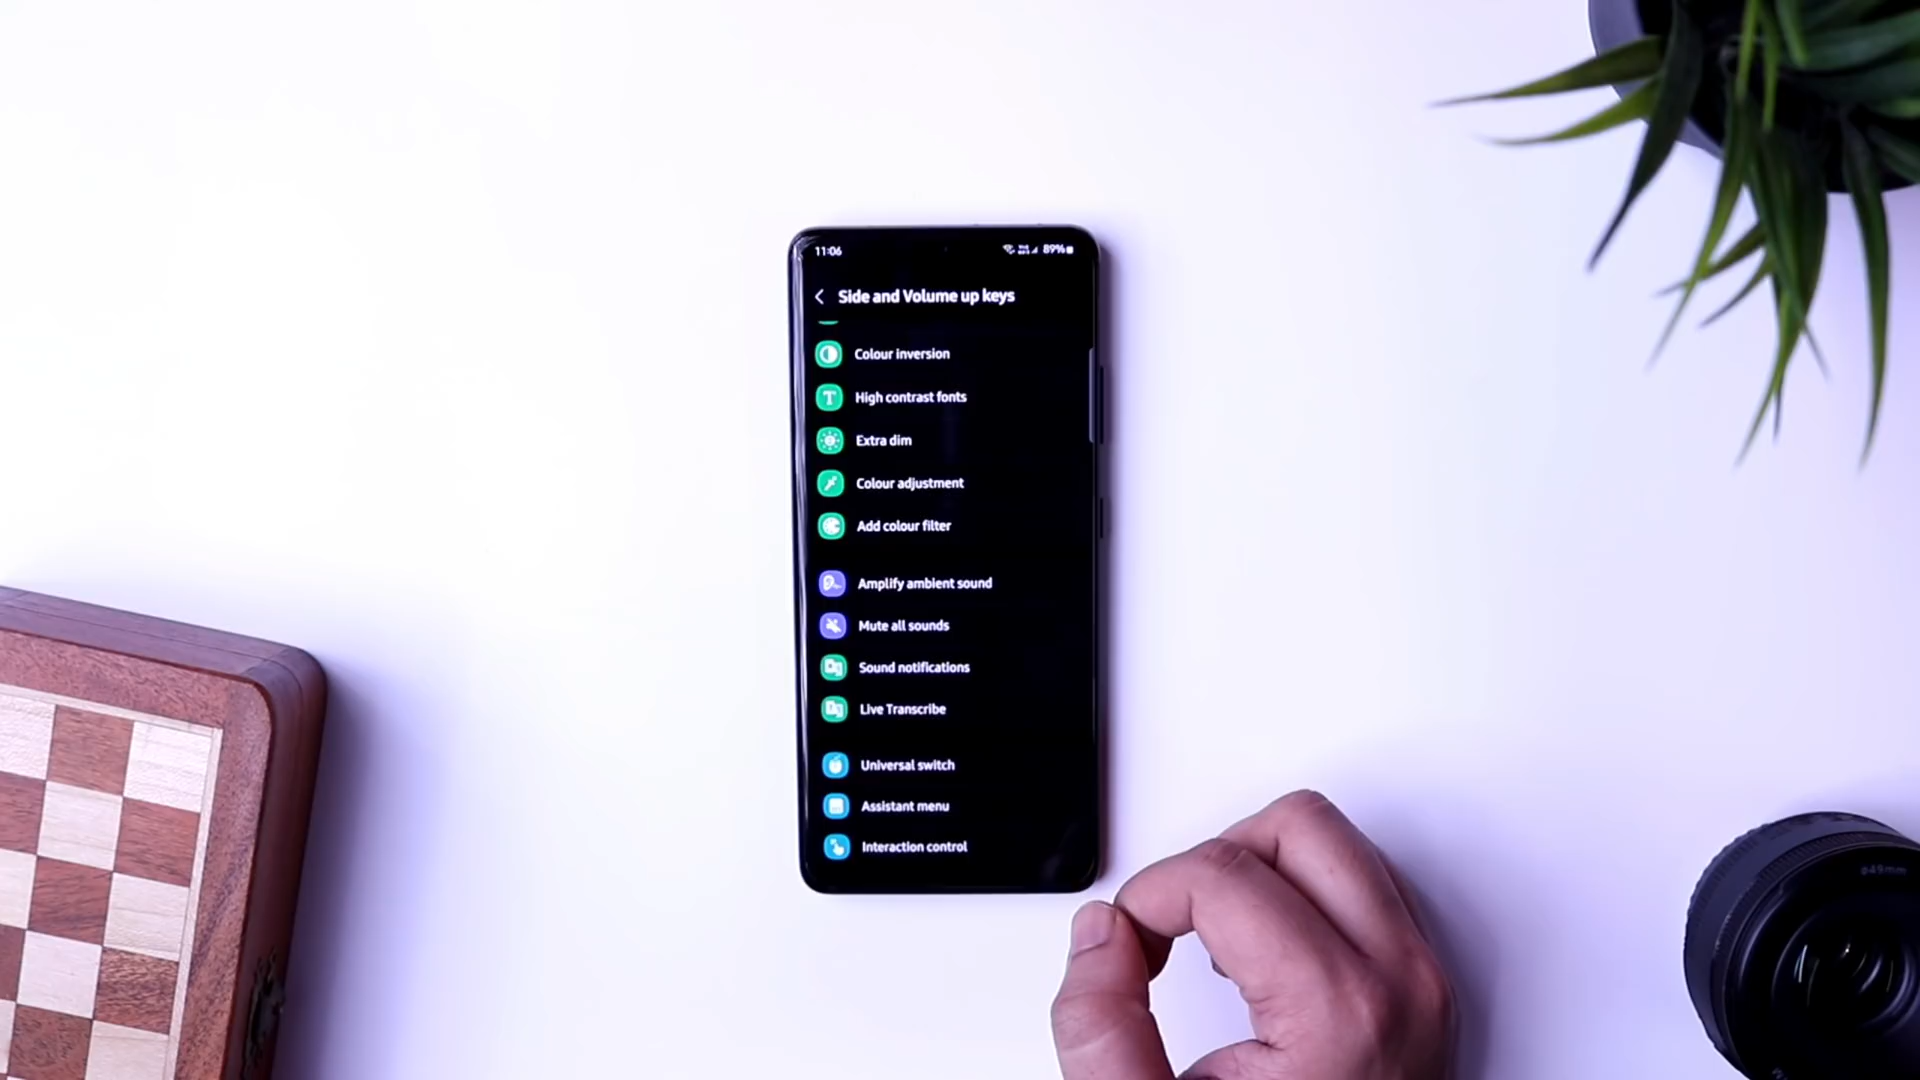 11:06
89%
Side and Volume up keys
Colour inversion
High contrast fonts
Extra dim
Colour adjustment
Add colour filter
Amplify ambient sound
Mute all sounds
Sound notifications
Live Transcribe
Universal switch
Assistant menu
Interaction control
ø49mm